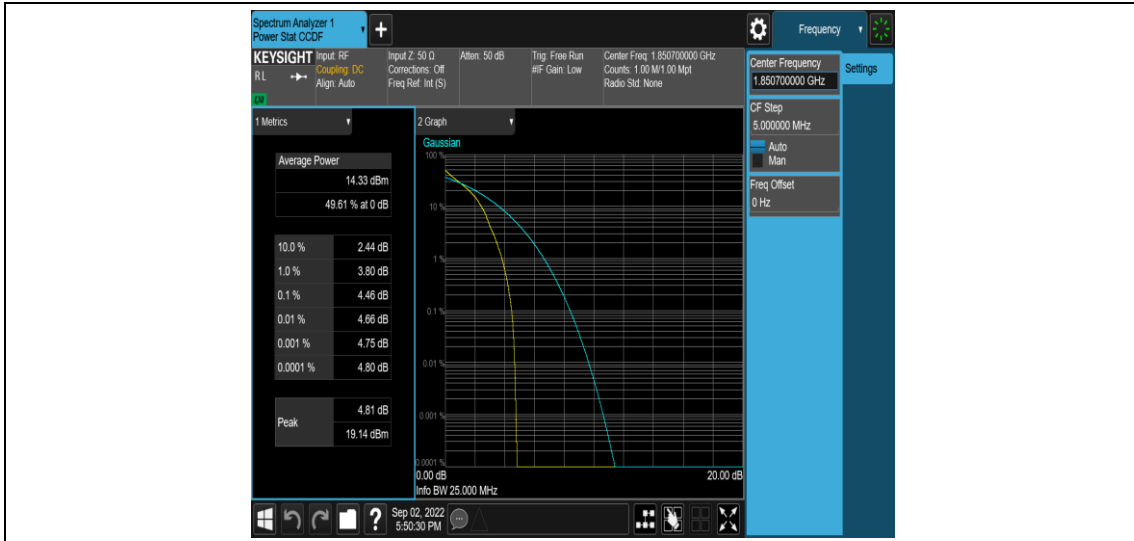 Spectrum Analyzer 1
Power Stat CCDF
+
Frequency
KEYSIGHT
RL
Input: RF
Coupling: DC
Align: Auto
Input Z: 50 Ω
Corrections: Off
Freq Ref: Int (S)
Atten: 50 dB
Trig: Free Run
#IF Gain: Low
Center Freq: 1.850700000 GHz
Counts: 1.00 M/1.00 Mpt
Radio Std: None
Center Frequency
1.850700000 GHz
Settings
CF Step
5.000000 MHz
Auto
Man
Freq Offset
0 Hz
1 Metrics
Average Power
14.33 dBm
49.61 % at 0 dB
10.0 % 2.44 dB
1.0 % 3.80 dB
0.1 % 4.46 dB
0.01 % 4.66 dB
0.001 % 4.75 dB
0.0001 % 4.80 dB
Peak
4.81 dB
19.14 dBm
2 Graph
Gaussian
100 %
10 %
1 %
0.1 %
0.01 %
0.001 %
0.0001 %
0.00 dB 20.00 dB
Info BW 25.000 MHz
?
Sep 02, 2022
5:50:30 PM